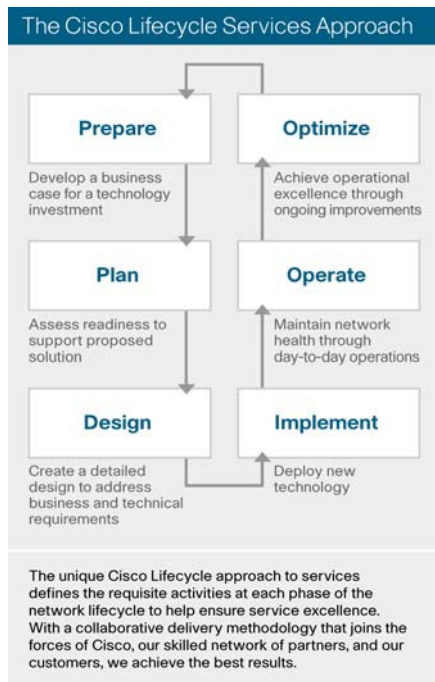 The Cisco Lifecycle Services Approach
Prepare
Develop a business
case for a technology
investment
Plan
Assess readiness to
support proposed
solution
Design
Create a detailed
design to address
business and technical
requirements
Implement
Deploy new
technology
Operate
Maintain network
health through
day-to-day operations
Optimize
Achieve operational
excellence through
ongoing improvements
The unique Cisco Lifecycle approach to services
defines the requisite activities at each phase of the
network lifecycle to help ensure service excellence.
With a collaborative delivery methodology that joins the
forces of Cisco, our skilled network of partners, and our
customers, we achieve the best results.